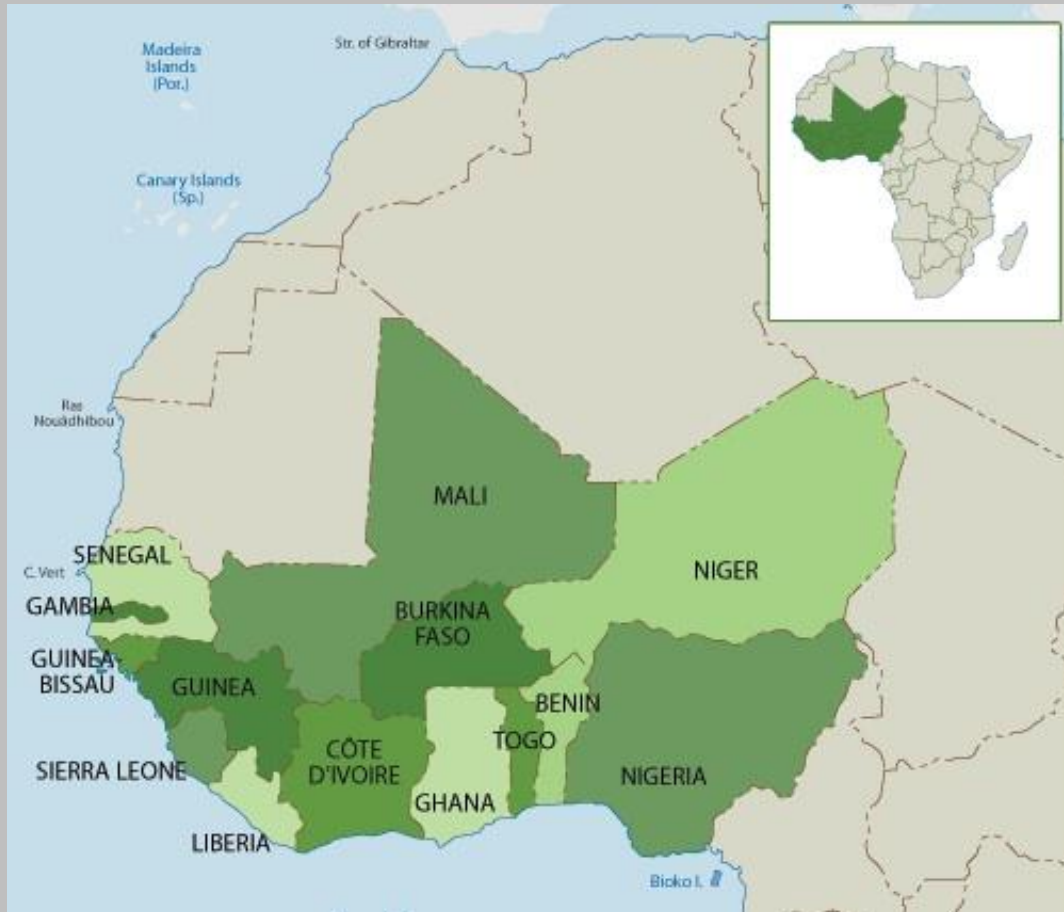 Madeira
Islands
(Por.)
Str. of Gibraltar
Canary Islands
(Sp.)
Ras
Nouâdhibou
MALI
SENEGAL
C. Vert
NIGER
GAMBIA
BURKINA
FASO
GUINEA-
BISSAU
GUINEA
BENIN
TOGO
CÔTE
D'IVOIRE
SIERRA LEONE
NIGERIA
GHANA
LIBERIA
Bioko I.